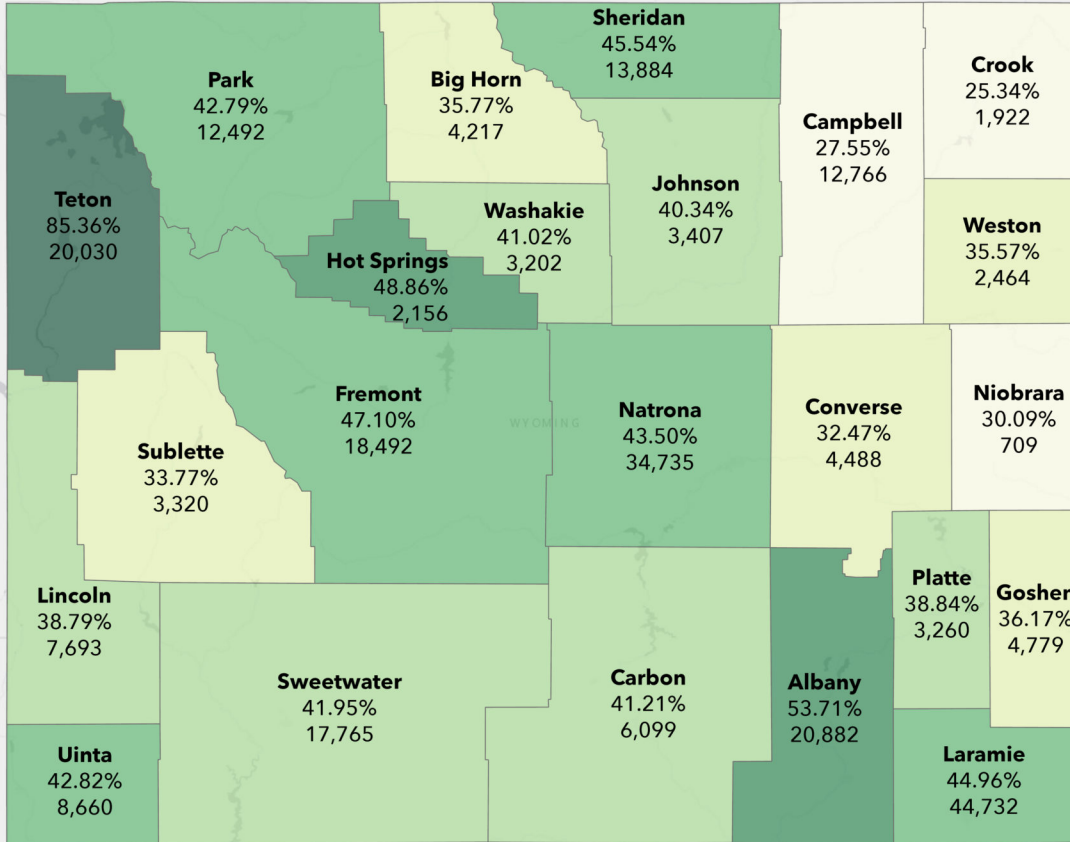 Sheridan
45.54%
13,884
Park
42.79%
12,492
Big Horn
35.77%
4,217
Crook
25.34%
1,922
Campbell
27.55%
12,766
Teton
85.36%
20,030
Johnson
40.34%
3,407
Washakie
41.02%
3,202
Weston
35.57%
2,464
Hot Springs
48.86%
2,156
Fremont
47.10%
18,492
WYOMING
Natrona
43.50%
34,735
Converse
32.47%
4,488
Niobrara
30.09%
709
Sublette
33.77%
3,320
Lincoln
38.79%
7,693
Platte
38.84%
3,260
Goshen
36.17%
4,779
Sweetwater
41.95%
17,765
Carbon
41.21%
6,099
Albany
53.71%
20,882
Uinta
42.82%
8,660
Laramie
44.96%
44,732